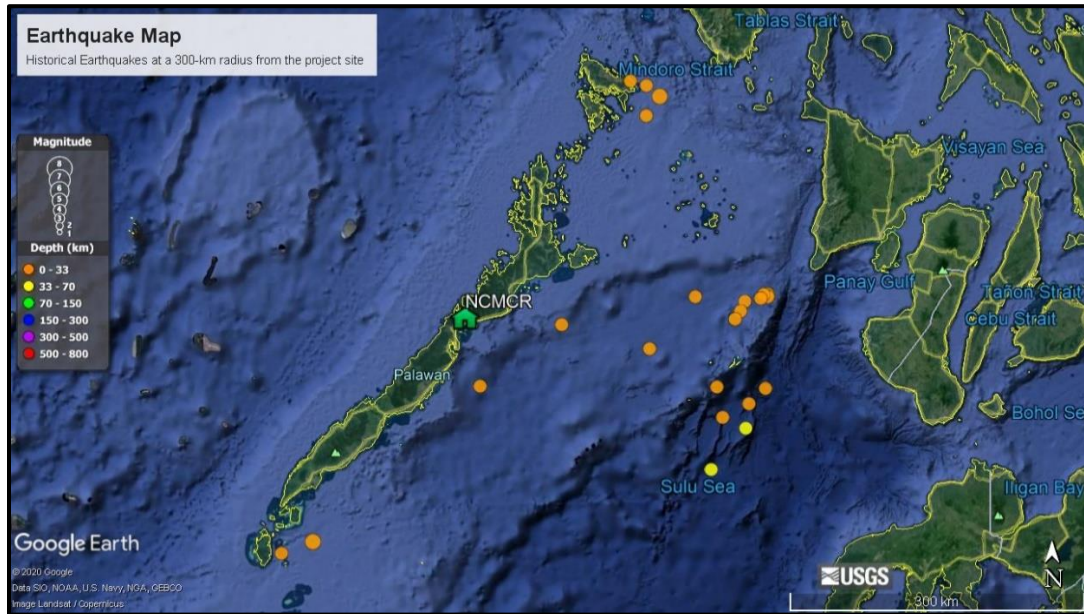 Earthquake Map
Historical Earthquakes at a 300-km radius from the project site
Tablas Strait
Mindoro Strait
Magnitude
8
7
6
5
4
3
2
1
Visayan Sea
Depth (km)
0 - 33
33 - 70
70 - 150
150 - 300
300 - 500
500 - 800
Panay Gulf
Tañon Strait
NCMCR
Cebu Strait
Palawan
Bohol Se
Sulu Sea
Iligan Bay
Google Earth
© 2020 Google
Data SIO, NOAA, U.S. Navy, NGA, GEBCO
Image Landsat / Copernicus
USGS
N
300 km